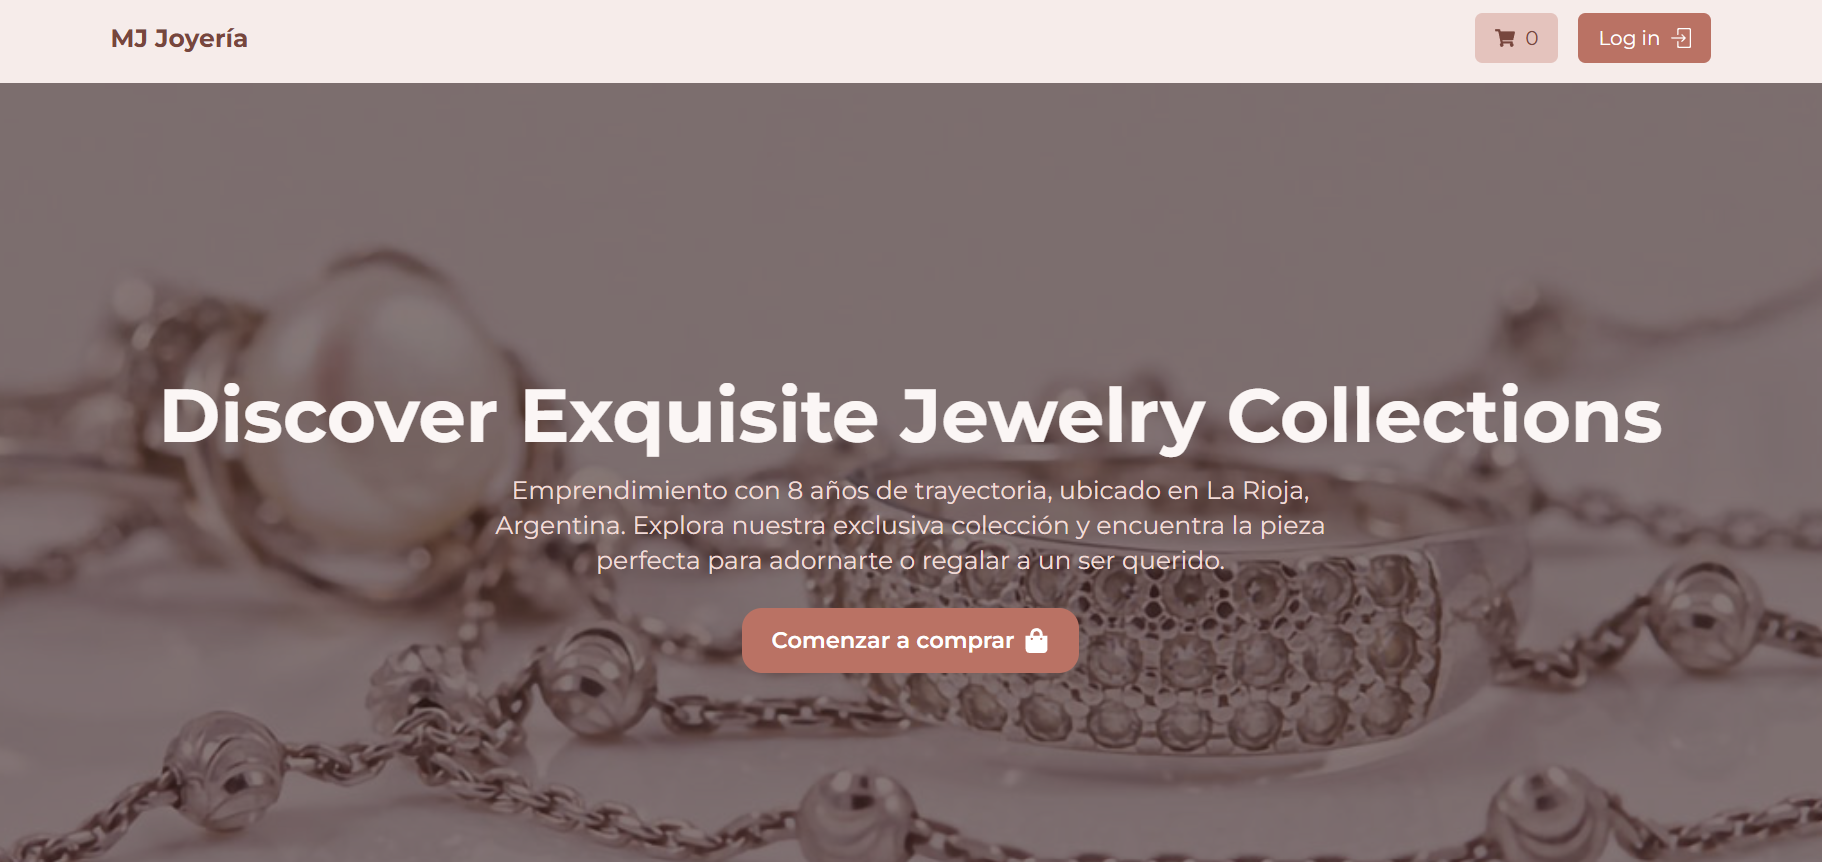 MJ Joyería
0
Log in
Discover Exquisite Jewelry Collections
Emprendimiento con 8 años de trayectoria, ubicado en La Rioja,
Argentina. Explora nuestra exclusiva colección y encuentra la pieza
perfecta para adornarte o regalar a un ser querido.
Comenzar a comprar